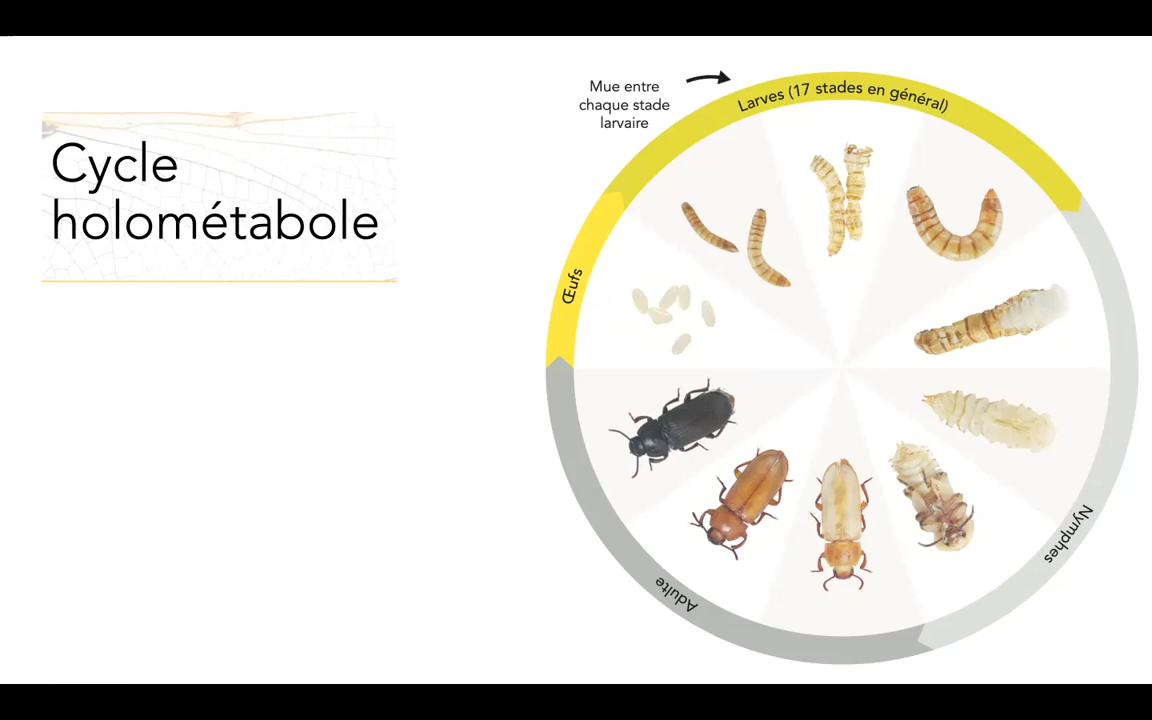 Cycle
holométabole
Mue entre
chaque stade
larvaire
Larves (17 stades en général)
Œufs
Nymphes
Adulte